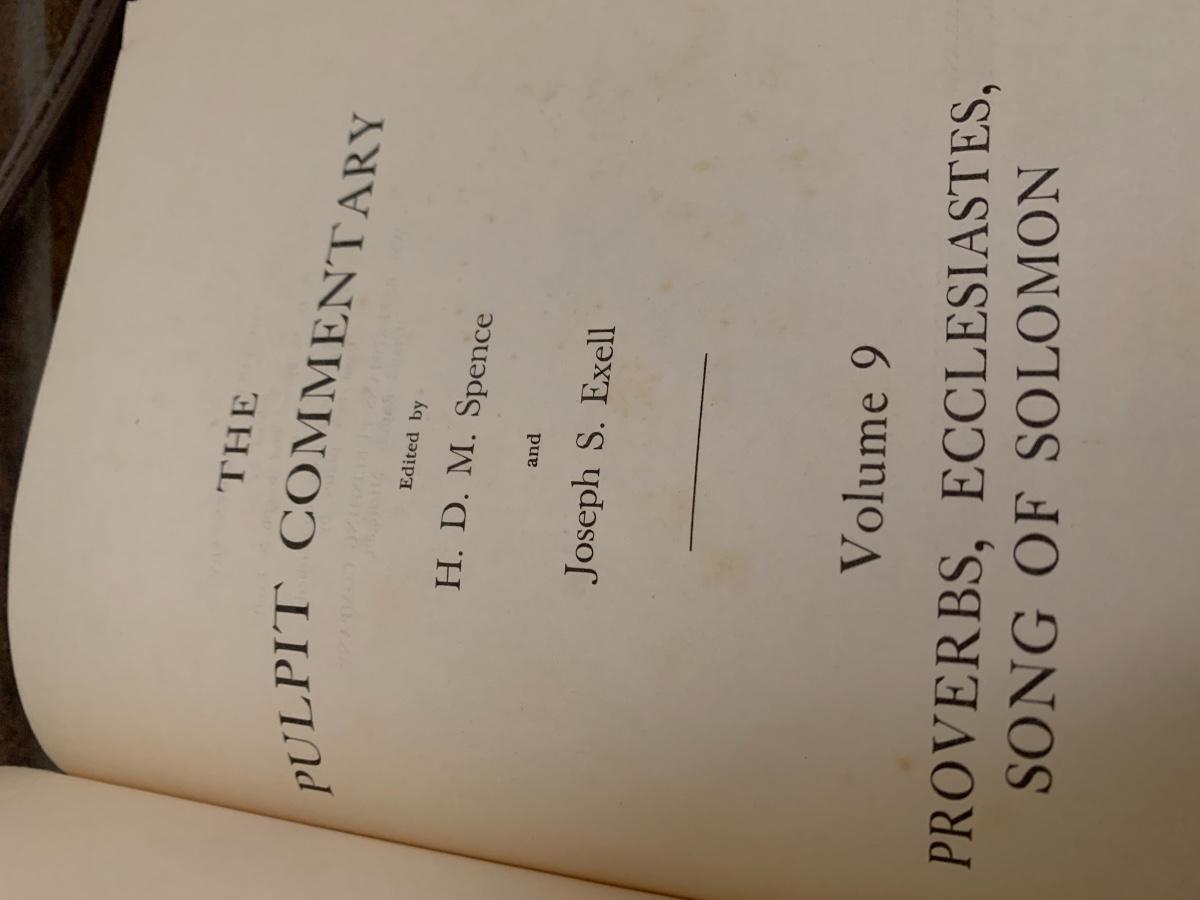 THE
PULPIT COMMENTARY
Edited by
H. D. M. Spence
and
Joseph S. Exell
Volume 9
PROVERBS, ECCLESIASTES,
SONG OF SOLOMON